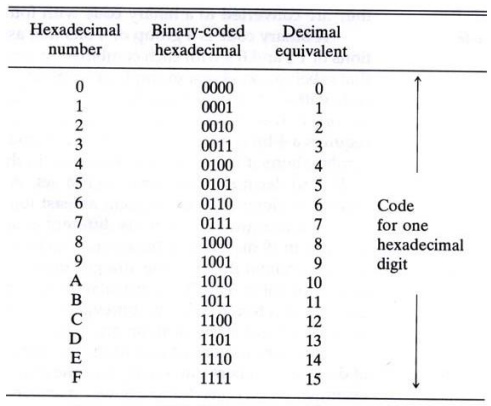 Hexadecimal Binary-coded Decimal
number hexadecimal equivalent
0 0000 0
1 0001 1
2 0010 2
3 0011 3
4 0100 4
5 0101 5
6 0110 6 Code
7 0111 7 for one
8 1000 8 hexadecimal
9 1001 9 digit
A 1010 10
B 1011 11
C 1100 12
D 1101 13
E 1110 14
F 1111 15